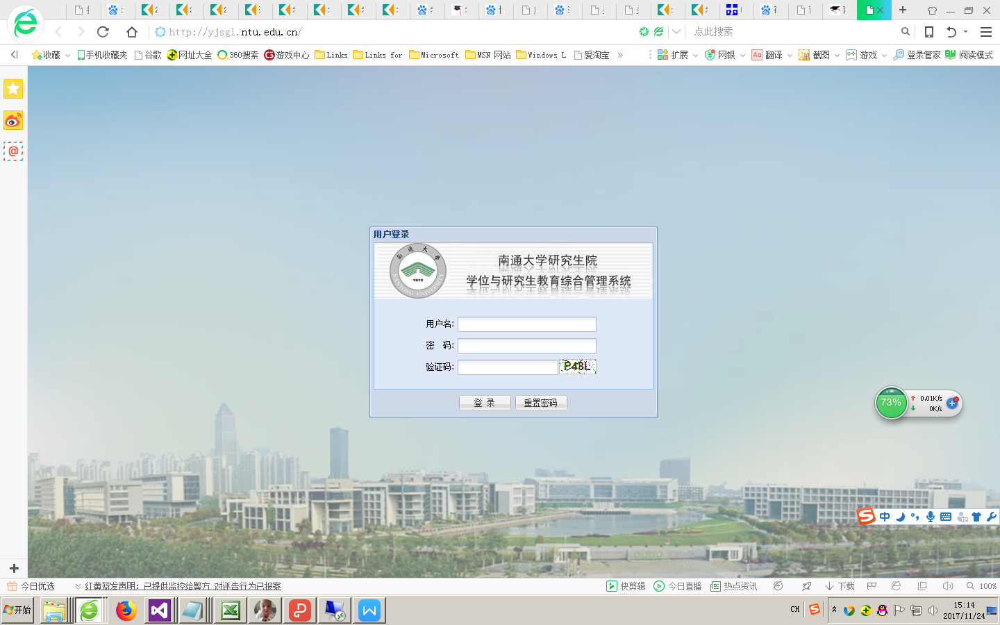 http://yjsgl.ntu.edu.cn/
点此搜索
收藏 手机收藏夹 谷歌 网址大全 360搜索 游戏中心 Links Links for Microsoft MSN 网站 Windows L 爱淘宝 » 扩展 网银 Aa 翻译 截图 游戏 登录管家 阅读模式
@
用户登录
南通大学
1912
NANTONG UNIVERSITY
南通大学研究生院
学位与研究生教育综合管理系统
用户名:
密 码:
验证码:
P48L
登 录 重置密码
73% 0.01K/s
0K/s
中
今日优选 红黄蓝发声明: 已提供监控给警方 对诬告行为已报案 快剪辑 今日直播 热点资讯 下载 100%
开始 CH 15:14
2017/11/24